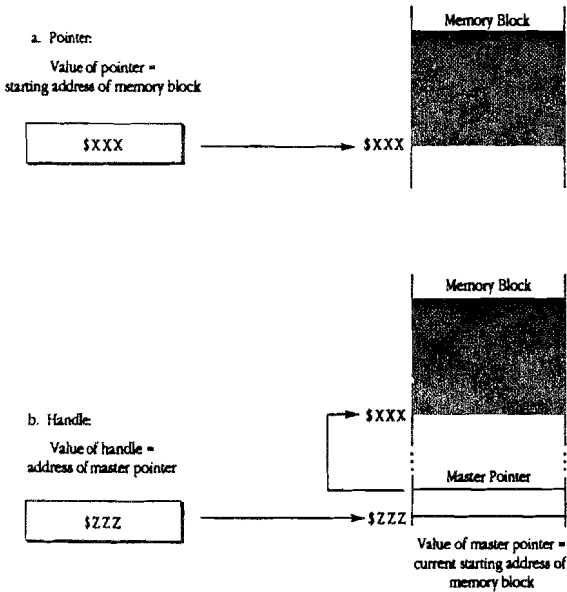 Memory Block
a. Pointer:
Value of pointer =
starting address of memory block
$XXX
$XXX
Memory Block
$XXX
b. Handle:
Value of handle =
address of master pointer
Master Pointer
$ZZZ
$ZZZ
Value of master pointer =
current starting address of
memory block